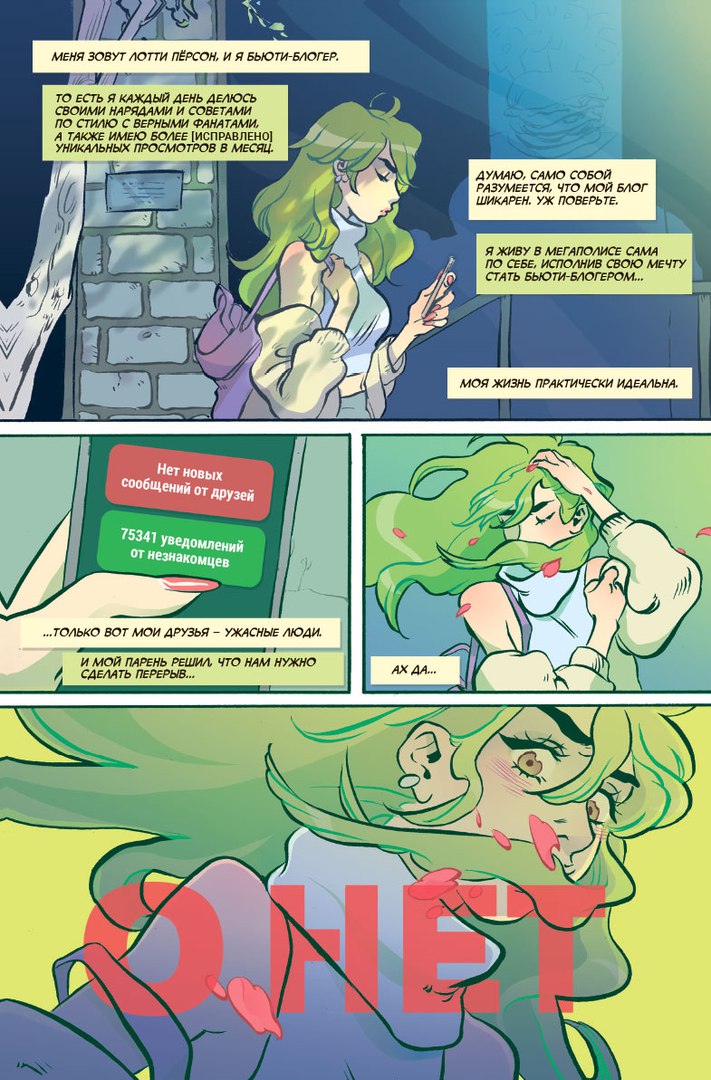 МЕНЯ ЗОВУТ ЛОТТИ ПЁРСОН, И Я БЬЮТИ-БЛОГЕР.
ТО ЕСТЬ Я КАЖДЫЙ ДЕНЬ ДЕЛЮСЬ
СВОИМИ НАРЯДАМИ И СОВЕТАМИ
ПО СТИЛЮ С ВЕРНЫМИ ФАНАТАМИ,
А ТАКЖЕ ИМЕЮ БОЛЕЕ [ИСПРАВЛЕНО]
УНИКАЛЬНЫХ ПРОСМОТРОВ В МЕСЯЦ.
ДУМАЮ, САМО СОБОЙ
РАЗУМЕЕТСЯ, ЧТО МОЙ БЛОГ
ШИКАРЕН. УЖ ПОВЕРЬТЕ.
Я ЖИВУ В МЕГАПОЛИСЕ САМА
ПО СЕБЕ, ИСПОЛНИВ СВОЮ МЕЧТУ
СТАТЬ БЬЮТИ-БЛОГЕРОМ...
МОЯ ЖИЗНЬ ПРАКТИЧЕСКИ ИДЕАЛЬНА.
Нет новых
сообщений от друзей
75341 уведомлений
от незнакомцев
...ТОЛЬКО ВОТ МОИ ДРУЗЬЯ – УЖАСНЫЕ ЛЮДИ.
И МОЙ ПАРЕНЬ РЕШИЛ, ЧТО НАМ НУЖНО
СДЕЛАТЬ ПЕРЕРЫВ...
АХ ДА...
О НЕТ